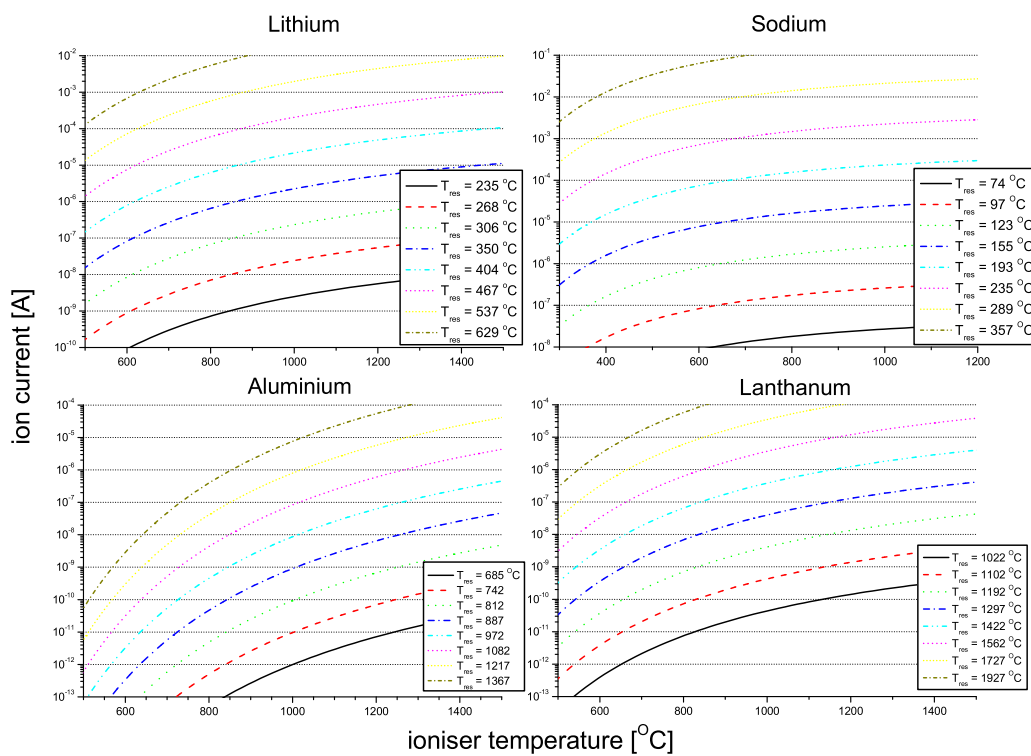 Lithium
10^-2
10^-3
10^-4
10^-5
10^-6
10^-7
10^-8
10^-9
10^-10
600 800 1000 1200 1400
T_res = 235 °C
T_res = 268 °C
T_res = 306 °C
T_res = 350 °C
T_res = 404 °C
T_res = 467 °C
T_res = 537 °C
T_res = 629 °C
Sodium
10^-1
10^-2
10^-3
10^-4
10^-5
10^-6
10^-7
10^-8
400 600 800 1000 1200
T_res = 74 °C
T_res = 97 °C
T_res = 123 °C
T_res = 155 °C
T_res = 193 °C
T_res = 235 °C
T_res = 289 °C
T_res = 357 °C
ion current [A]
Aluminium
10^-4
10^-5
10^-6
10^-7
10^-8
10^-9
10^-10
10^-11
10^-12
10^-13
600 800 1000 1200 1400
T_res = 685 °C
T_res = 742
T_res = 812
T_res = 887
T_res = 972
T_res = 1082
T_res = 1217
T_res = 1367
Lanthanum
10^-4
10^-5
10^-6
10^-7
10^-8
10^-9
10^-10
10^-11
10^-12
10^-13
600 800 1000 1200 1400
T_res = 1022 °C
T_res = 1102 °C
T_res = 1192 °C
T_res = 1297 °C
T_res = 1422 °C
T_res = 1562 °C
T_res = 1727 °C
T_res = 1927 °C
ioniser temperature [°C]